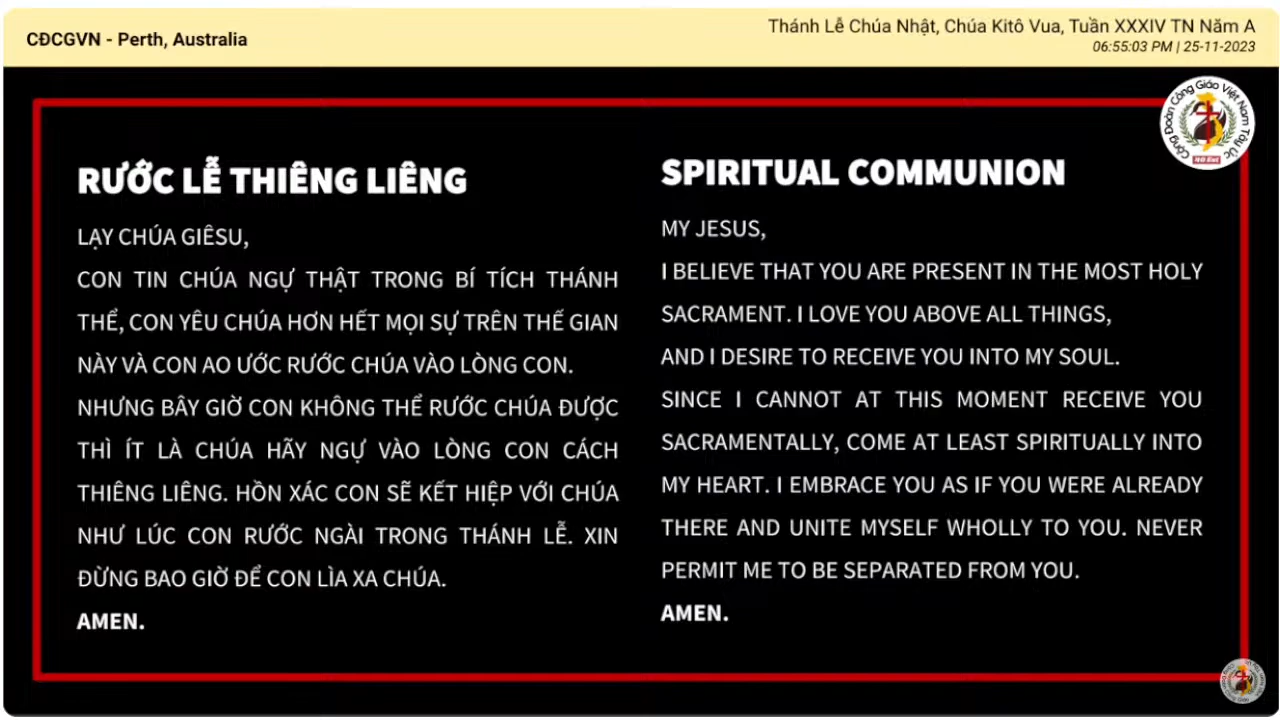 CĐCGVN - Perth, Australia
Thánh Lễ Chúa Nhật, Chúa Kitô Vua, Tuần XXXIV TN Năm A
06:55:03 PM | 25-11-2023
Cộng Đoàn Công Giáo Việt Nam Tây Úc
RƯỚC LỄ THIÊNG LIÊNG
LẠY CHÚA GIÊSU,
CON TIN CHÚA NGỰ THẬT TRONG BÍ TÍCH THÁNH
THỂ, CON YÊU CHÚA HƠN HẾT MỌI SỰ TRÊN THẾ GIAN
NÀY VÀ CON AO ƯỚC RƯỚC CHÚA VÀO LÒNG CON.
NHƯNG BÂY GIỜ CON KHÔNG THỂ RƯỚC CHÚA ĐƯỢC
THÌ ÍT LÀ CHÚA HÃY NGỰ VÀO LÒNG CON CÁCH
THIÊNG LIÊNG. HỒN XÁC CON SẼ KẾT HIỆP VỚI CHÚA
NHƯ LÚC CON RƯỚC NGÀI TRONG THÁNH LỄ. XIN
ĐỪNG BAO GIỜ ĐỂ CON LÌA XA CHÚA.
AMEN.
SPIRITUAL COMMUNION
MY JESUS,
I BELIEVE THAT YOU ARE PRESENT IN THE MOST HOLY
SACRAMENT. I LOVE YOU ABOVE ALL THINGS,
AND I DESIRE TO RECEIVE YOU INTO MY SOUL.
SINCE I CANNOT AT THIS MOMENT RECEIVE YOU
SACRAMENTALLY, COME AT LEAST SPIRITUALLY INTO
MY HEART. I EMBRACE YOU AS IF YOU WERE ALREADY
THERE AND UNITE MYSELF WHOLLY TO YOU. NEVER
PERMIT ME TO BE SEPARATED FROM YOU.
AMEN.